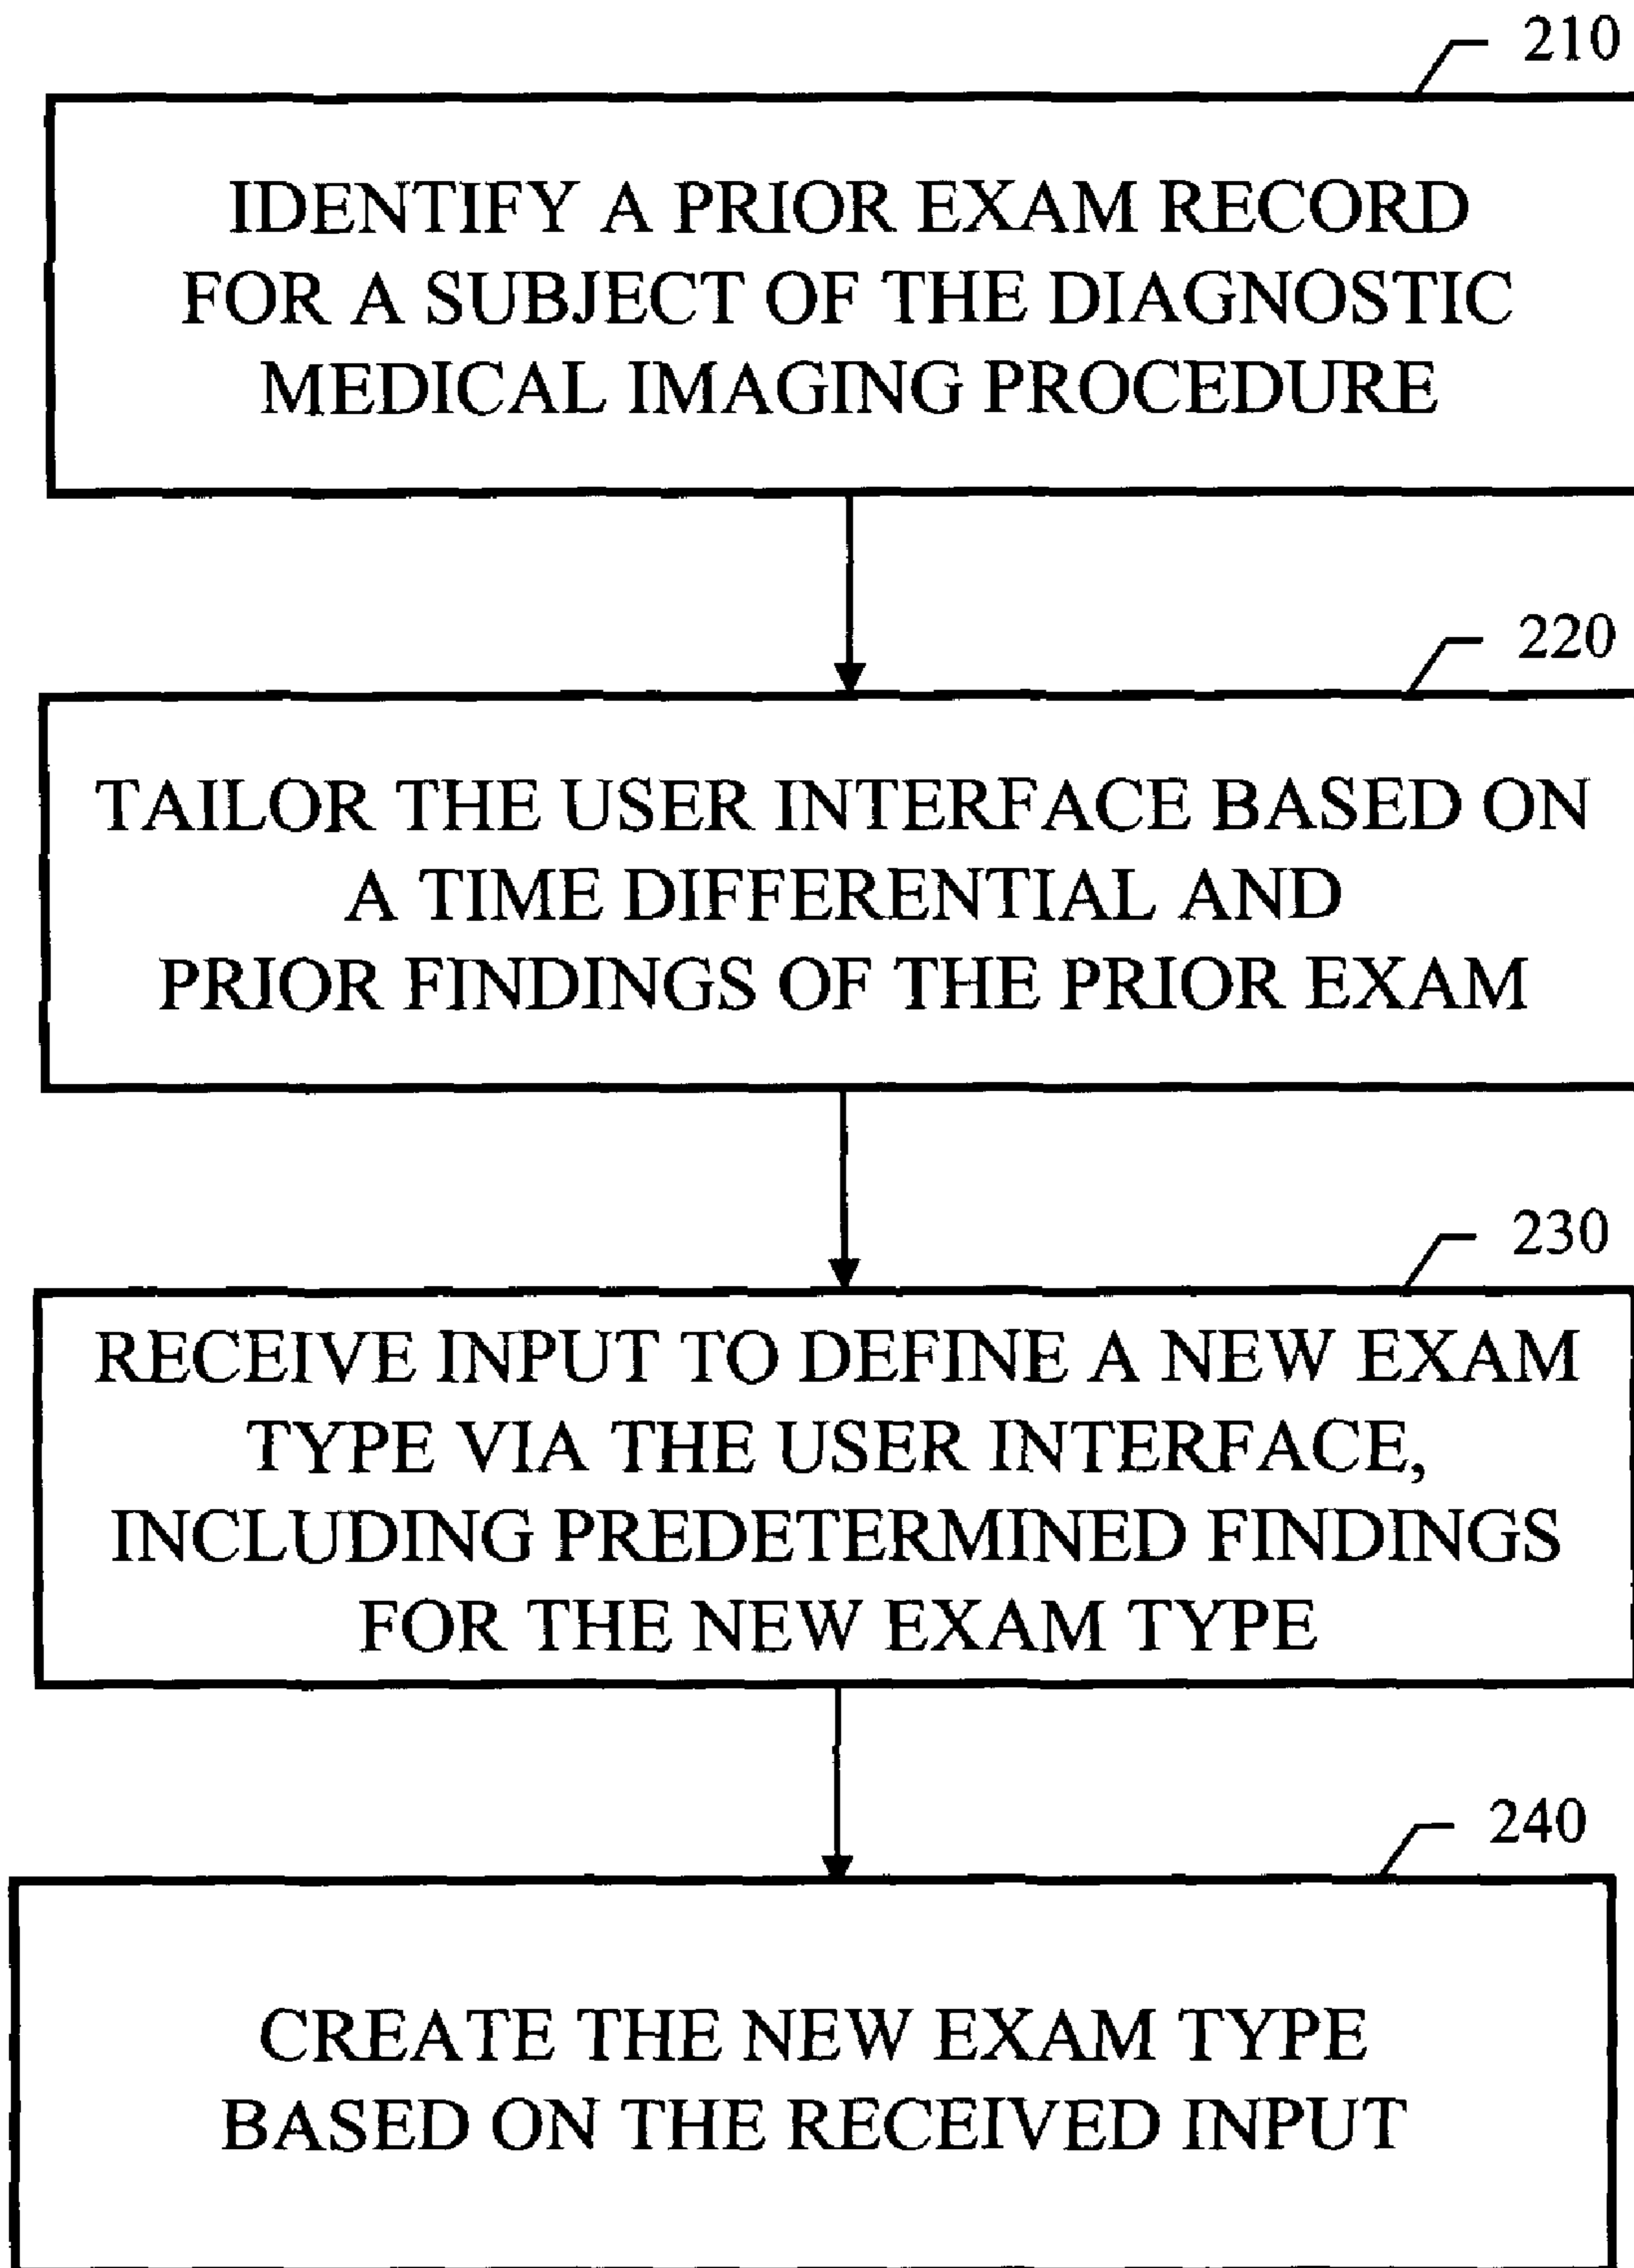 210
IDENTIFY A PRIOR EXAM RECORD
FOR A SUBJECT OF THE DIAGNOSTIC
MEDICAL IMAGING PROCEDURE
220
TAILOR THE USER INTERFACE BASED ON
A TIME DIFFERENTIAL AND
PRIOR FINDINGS OF THE PRIOR EXAM
230
RECEIVE INPUT TO DEFINE A NEW EXAM
TYPE VIA THE USER INTERFACE,
INCLUDING PREDETERMINED FINDINGS
FOR THE NEW EXAM TYPE
240
CREATE THE NEW EXAM TYPE
BASED ON THE RECEIVED INPUT